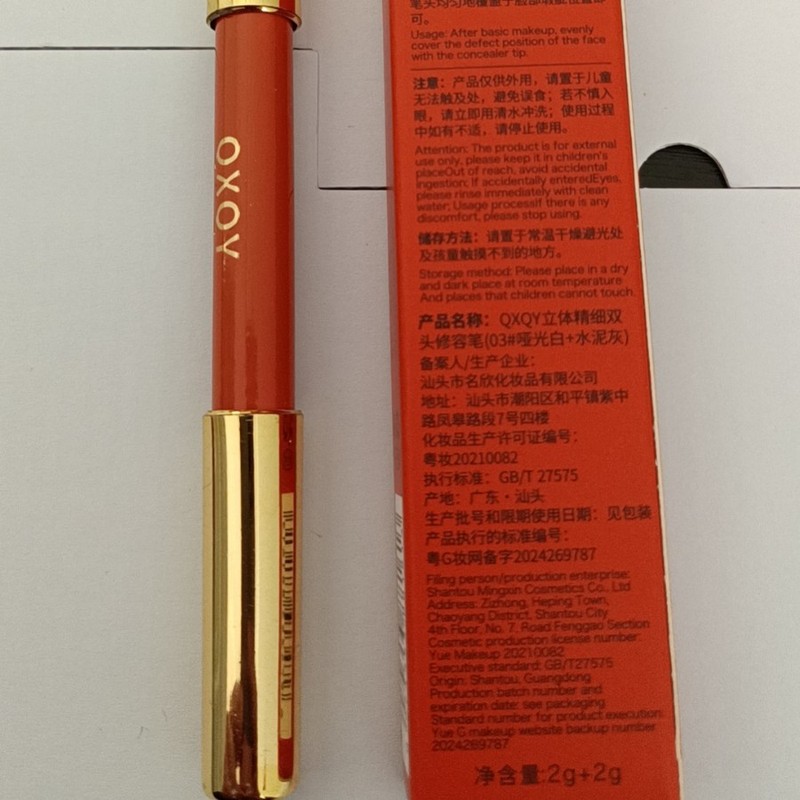 OXOY
笔头均匀地覆盖于脸部瑕疵位置即
可。
Usage: After basic makeup, evenly
cover the defect position of the face
with the concealer tip.
注意：产品仅供外用，请置于儿童
无法触及处，避免误食；若不慎入
眼，请立即用清水冲洗；使用过程
中如有不适，请停止使用。
Attention: The product is for external
use only, please keep it in children's
placeOut of reach, avoid accidental
ingestion; If accidentally enteredEyes,
please rinse immediately with clean
water; Usage processIf there is any
discomfort, please stop using.
储存方法：请置于常温干燥避光处
及孩童触摸不到的地方。
Storage method: Please place in a dry
and dark place at room temperature
And places that children cannot touch.
产品名称：QXQY立体精细双
头修容笔(03#哑光白+水泥灰)
备案人/生产企业：
汕头市名欣化妆品有限公司
地址：汕头市潮阳区和平镇紫中
路凤皋路段7号四楼
化妆品生产许可证编号：
粤妆20210082
执行标准：GB/T 27575
产地：广东·汕头
生产批号和限期使用日期：见包装
产品执行的标准编号：
粤G妆网备字2024269787
Filing person/production enterprise:
Shantou Mingxin Cosmetics Co., Ltd
Address: Zizhong, Heping Town,
Chaoyang District, Shantou City
4th Floor, No. 7, Road Fenggao Section
Cosmetic production license number:
Yue Makeup 20210082
Executive standard: GB/T27575
Origin: Shantou, Guangdong
Production batch number and
expiration date: see packaging
Standard number for product execution:
Yue G makeup website backup number
2024269787
净含量:2g+2g